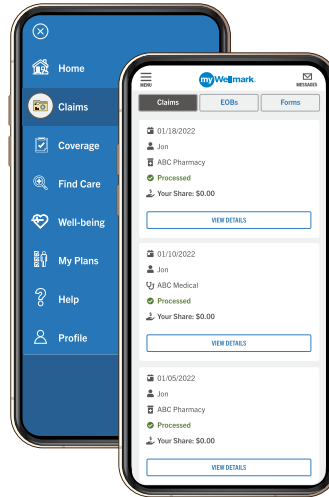 Home
Claims
Coverage
Find Care
Well-being
My Plans
Help
Profile
MENU
myWellmark.
MESSAGES
Claims
EOBs
Forms
01/18/2022
Jon
ABC Pharmacy
Processed
Your Share: $0.00
VIEW DETAILS
01/10/2022
Jon
ABC Medical
Processed
Your Share: $0.00
VIEW DETAILS
01/05/2022
Jon
ABC Pharmacy
Processed
Your Share: $0.00
VIEW DETAILS